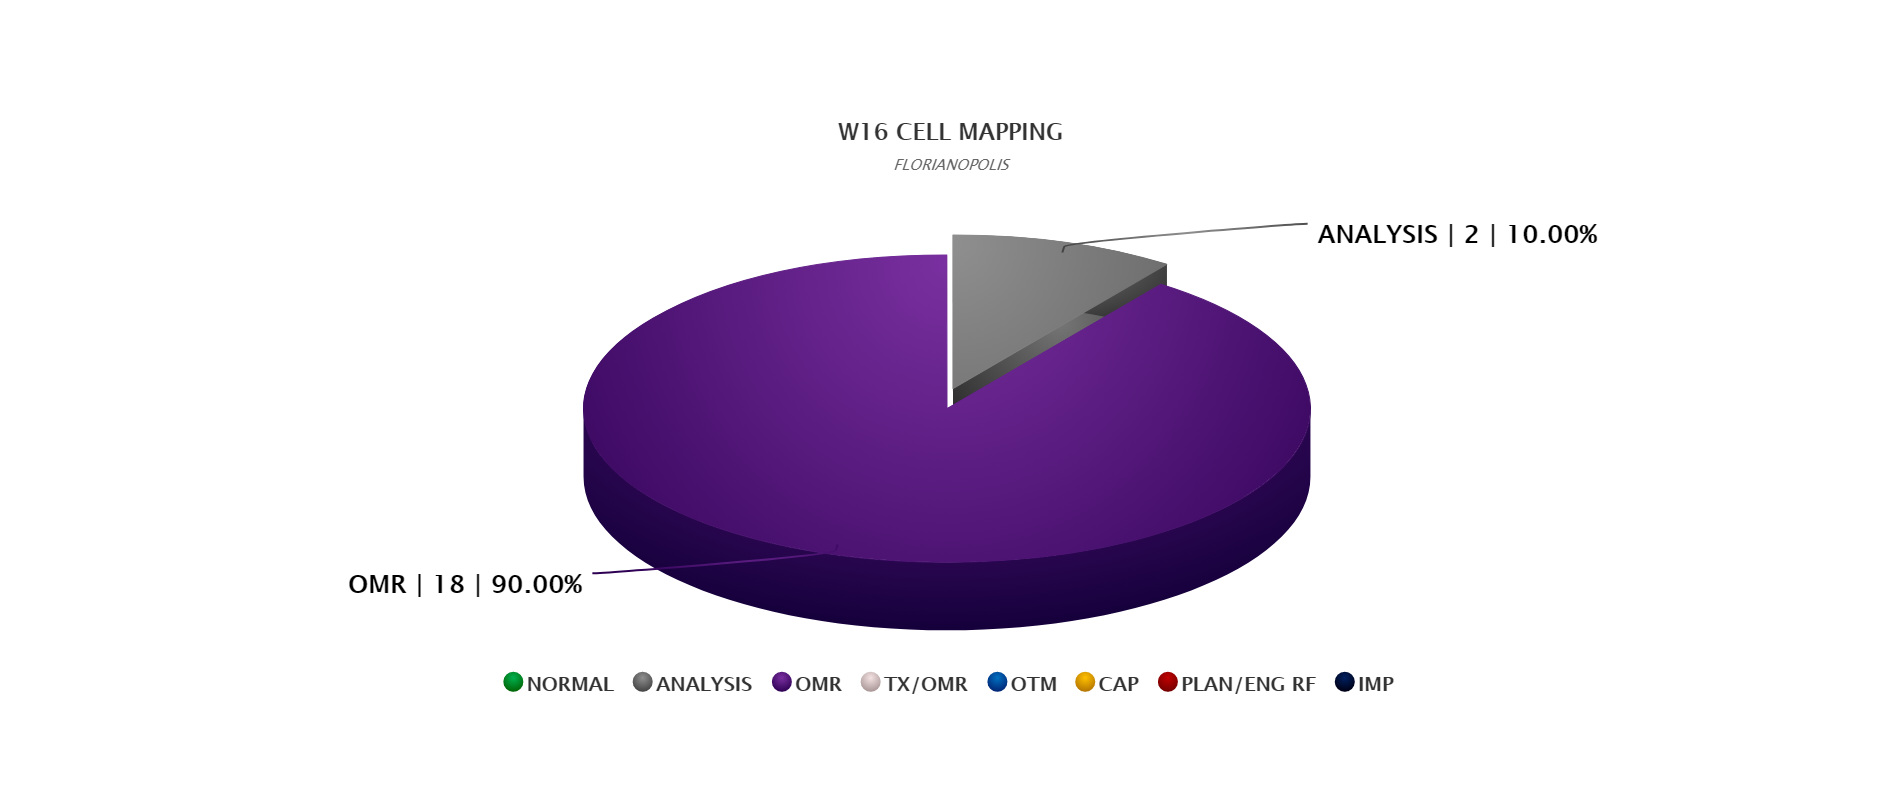 W16 CELL MAPPING
FLORIANOPOLIS
ANALYSIS | 2 | 10.00%
OMR | 18 | 90.00%
NORMAL ANALYSIS OMR TX/OMR OTM CAP PLAN/ENG RF IMP